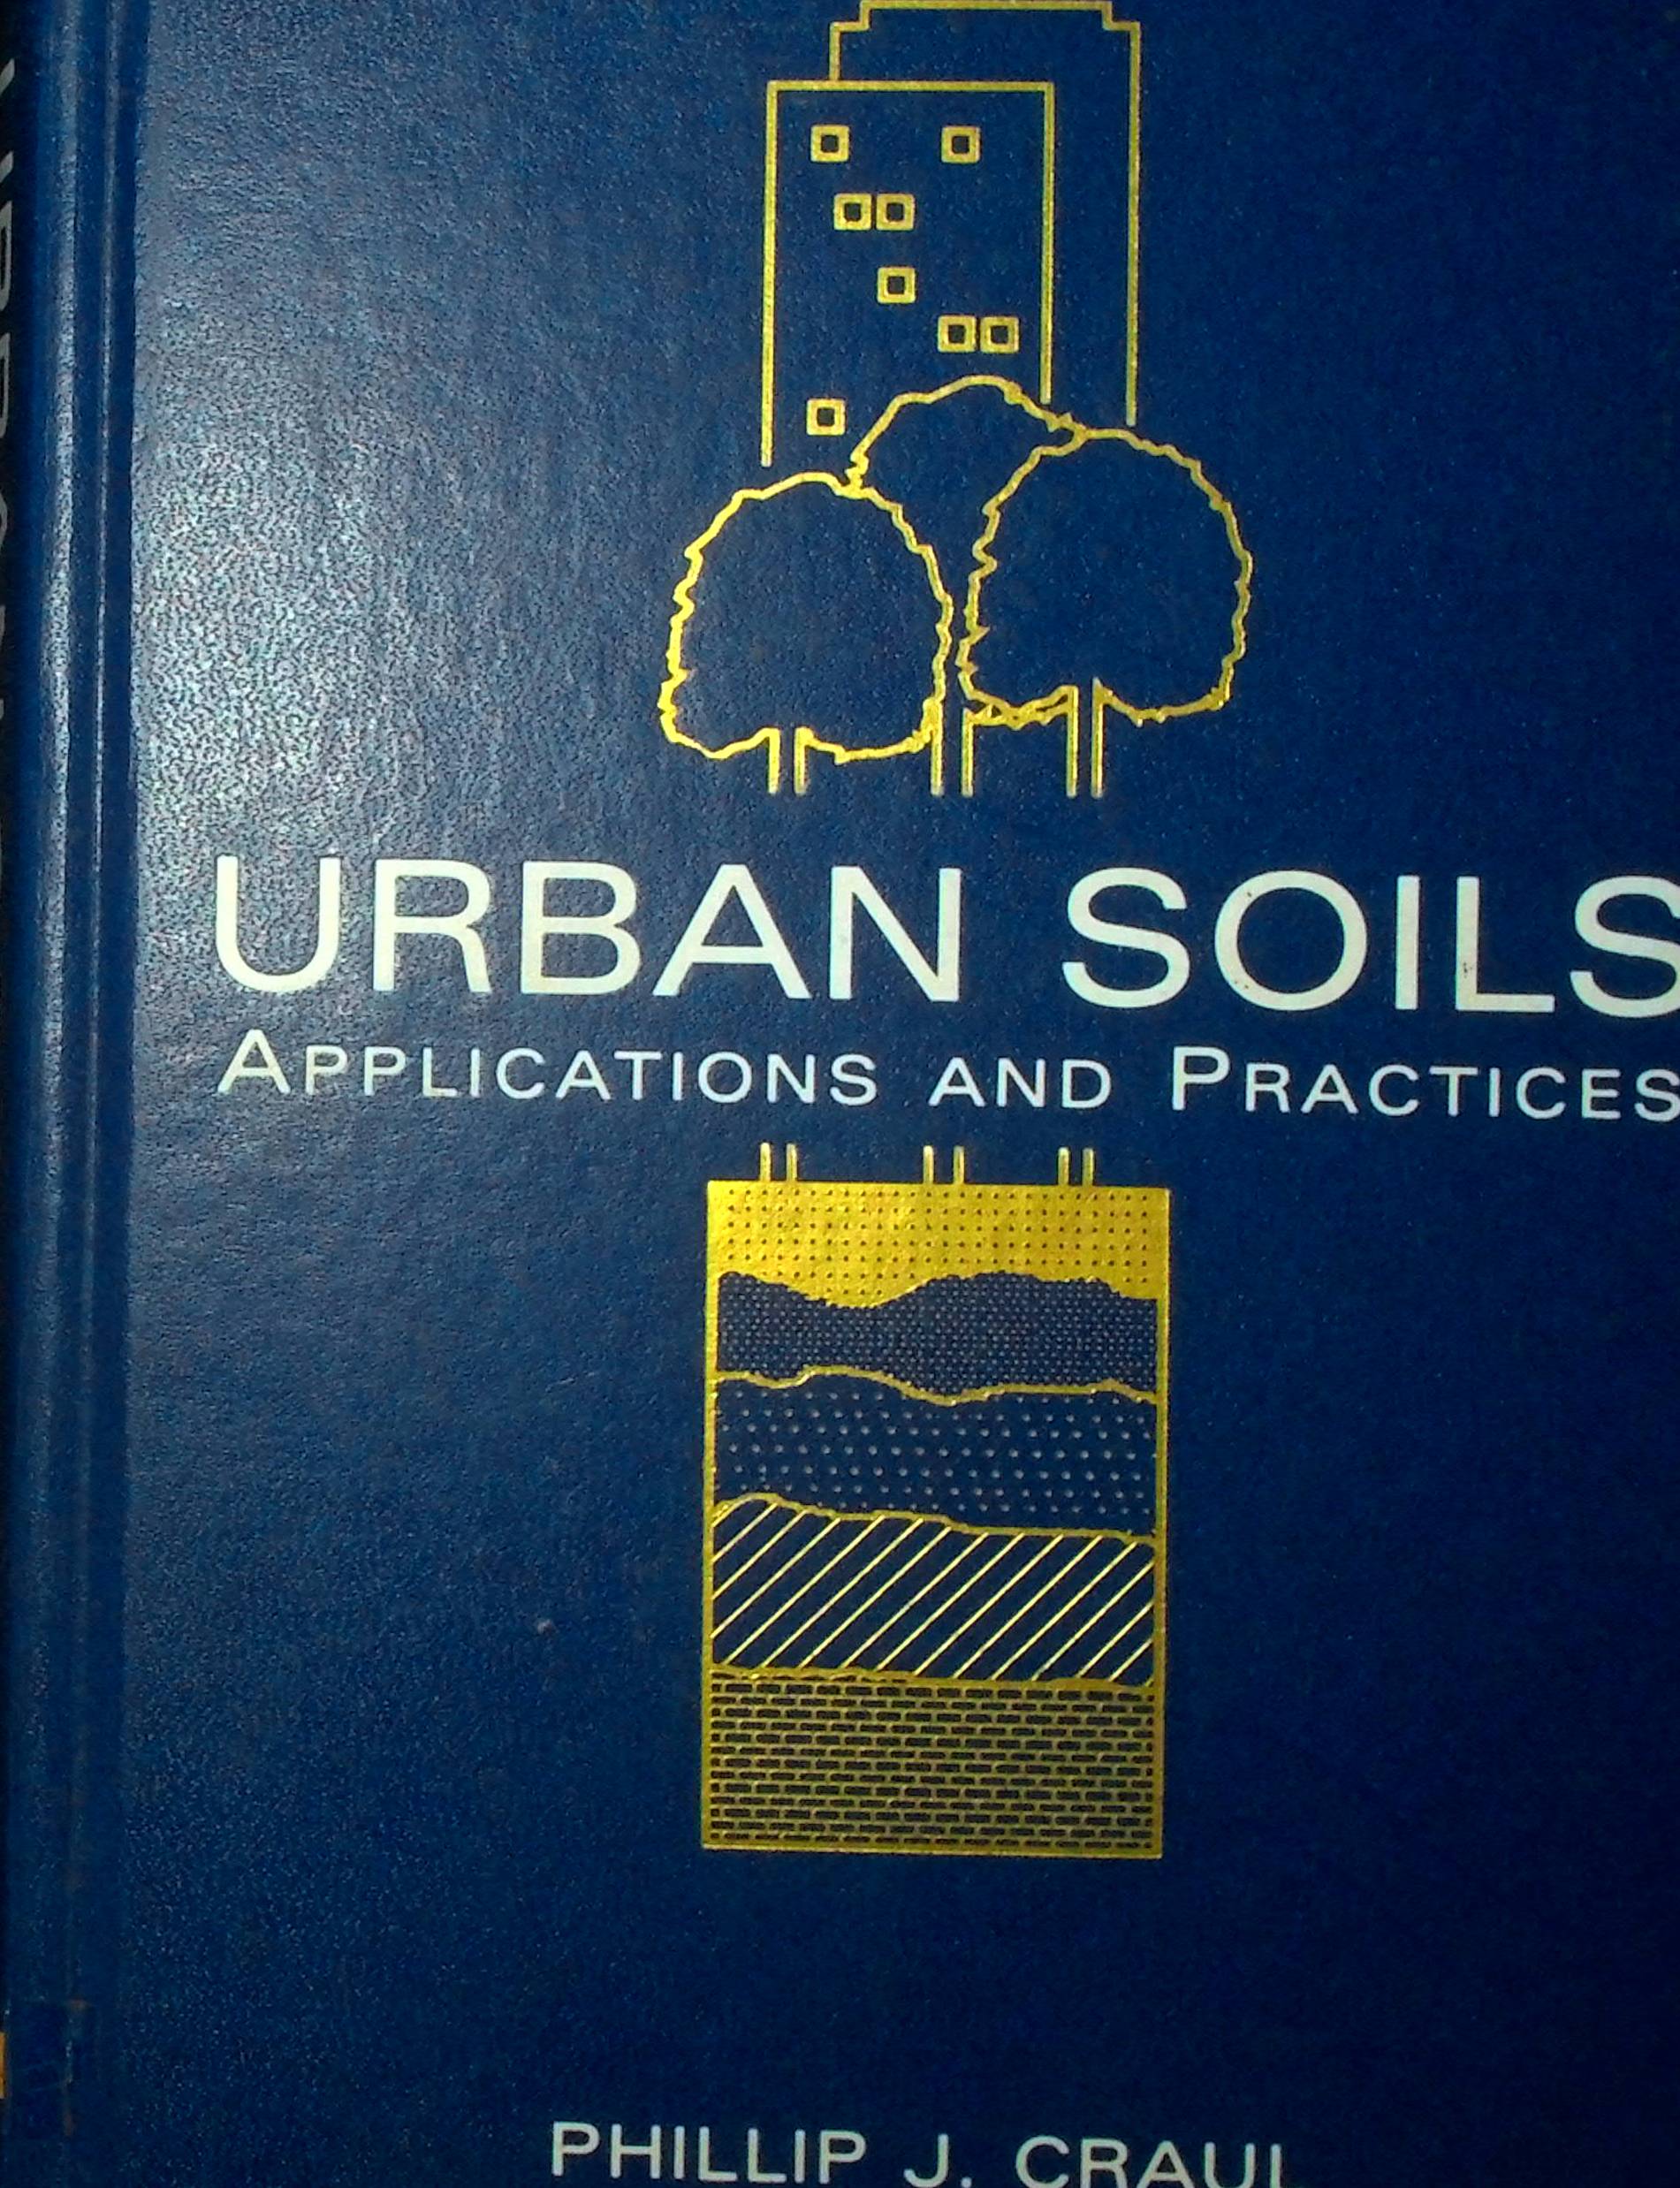 URBAN SOILS
APPLICATIONS AND PRACTICES
PHILLIP J. CRAUL